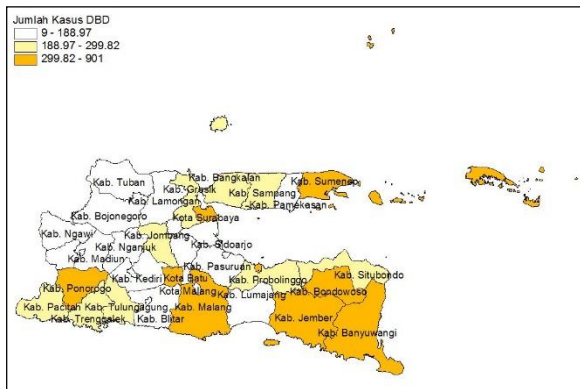 Jumlah Kasus DBD
9 - 188.97
188.97 - 299.82
299.82 - 901
Kab. Tuban
Kab. Bangkalan
Kab. Sumenep
Kab. Gresik
Kab. Sampang
Kab. Lamongan
Kab. Pamekasan
Kab. Bojonegoro
Kota Surabaya
Kab. Ngawi
Kab. Jombang
Kab. Nganjuk
Kab. Sidoarjo
Kab. Madiun
Kab. Pasuruan
Kab. Situbondo
Kab. Kediri
Kota Batu
Kab. Probolinggo
Kab. Ponorogo
Kota Malang
Kab. Lumajang
Kab. Bondowoso
Kab. Pacitan
Kab. Tulungagung
Kab. Malang
Kab. Jember
Kab. Trenggalek
Kab. Blitar
Kab. Banyuwangi